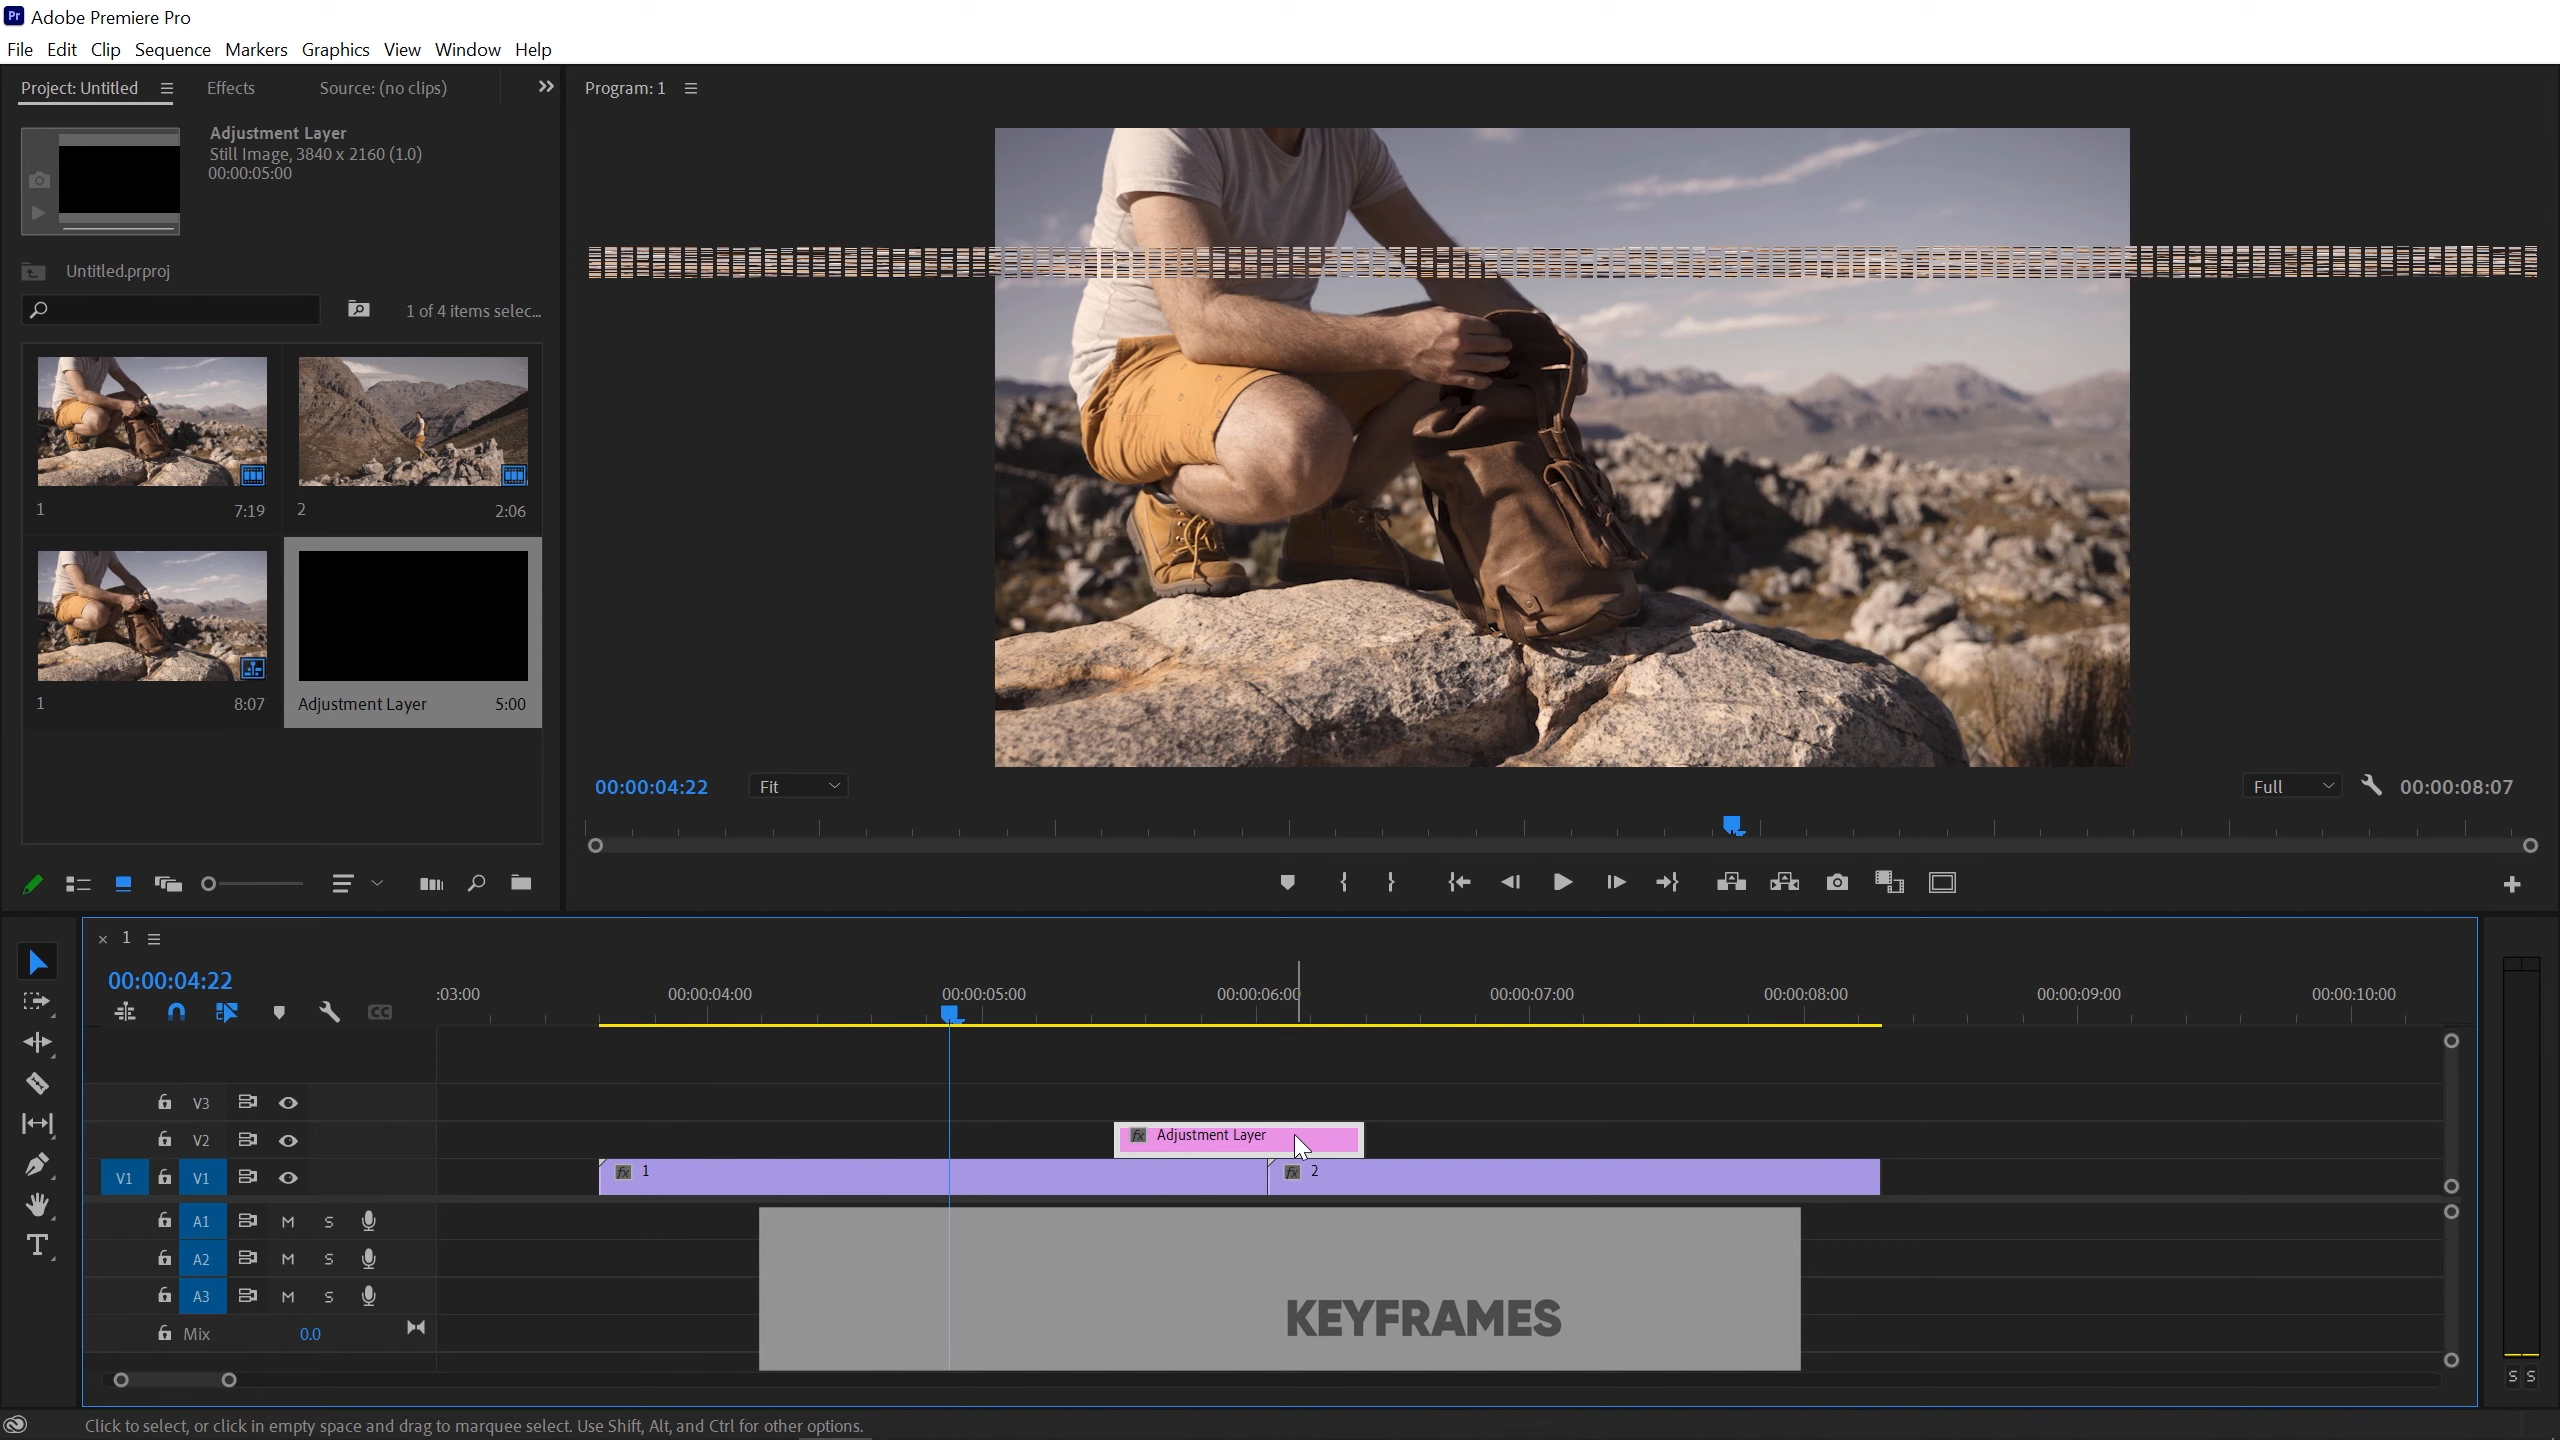 Pr Adobe Premiere Pro
File Edit Clip Sequence Markers Graphics View Window Help
Project: Untitled Effects Source: (no clips)
Program: 1
Adjustment Layer
Still Image, 3840 x 2160 (1.0)
00:00:05:00
Untitled.prproj
1 of 4 items selec...
1 7:19
2 2:06
1 8:07
Adjustment Layer 5:00
00:00:04:22 Fit Full 00:00:08:07
1
00:00:04:22
:03:00 00:00:04:00 00:00:05:00 00:00:06:00 00:00:07:00 00:00:08:00 00:00:09:00 00:00:10:00
CC
V3
V2 fx Adjustment Layer
V1 V1 fx 1 fx 2
A1 M S
A2 M S
A3 M S
Mix 0.0
KEYFRAMES
S S
Click to select, or click in empty space and drag to marquee select. Use Shift, Alt, and Ctrl for other options.